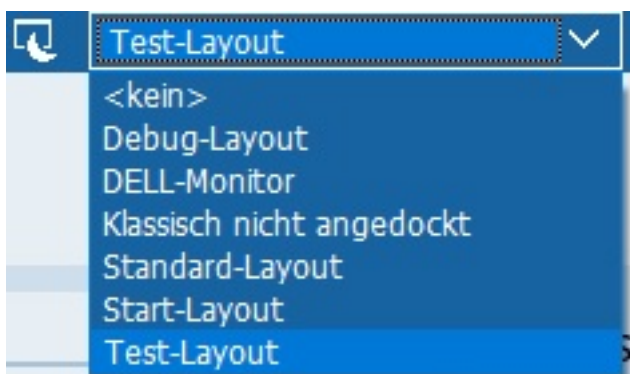 Test-Layout
<kein>
Debug-Layout
DELL-Monitor
Klassisch nicht angedockt
Standard-Layout
Start-Layout
Test-Layout